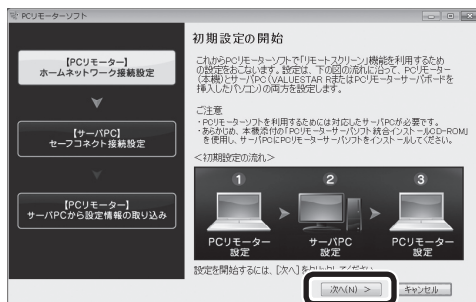 PCリモーターソフト
【PCリモーター】
ホームネットワーク接続設定
【サーバPC】
セーフコネクト接続設定
【PCリモーター】
サーバPCから設定情報の取り込み
初期設定の開始
これからPCリモーターソフトで「リモートスクリーン」機能を利用するため
の設定をおこないます。設定は、下の図の流れに沿って、PCリモーター
(本機)とサーバPC(VALUESTAR RまたはPCリモーターサーバボードを
挿入したパソコン)の両方を設定します。
ご注意
・PCリモーターソフトを利用するためには対応したサーバPCが必要です。
・あらかじめ、本機添付の「PCリモーターサーバソフト統合インストールCD-ROM」
を使用し、サーバPCにPCリモーターサーバソフトをインストールしてください。
<初期設定の流れ>
1 2 3
PCリモーター
設定
サーバPC
設定
PCリモーター
設定
設定を開始するには、[次へ]を
次へ(N) > キャンセル